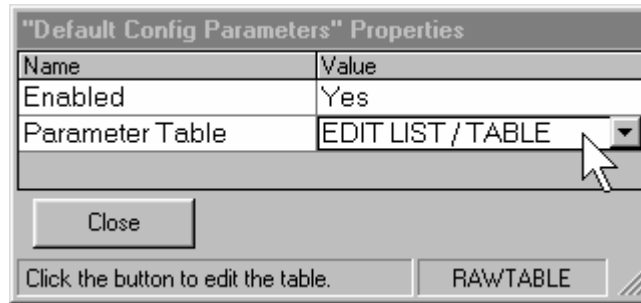 "Default Config Parameters" Properties
Name Value
Enabled Yes
Parameter Table EDIT LIST / TABLE
Close
Click the button to edit the table. RAWTABLE